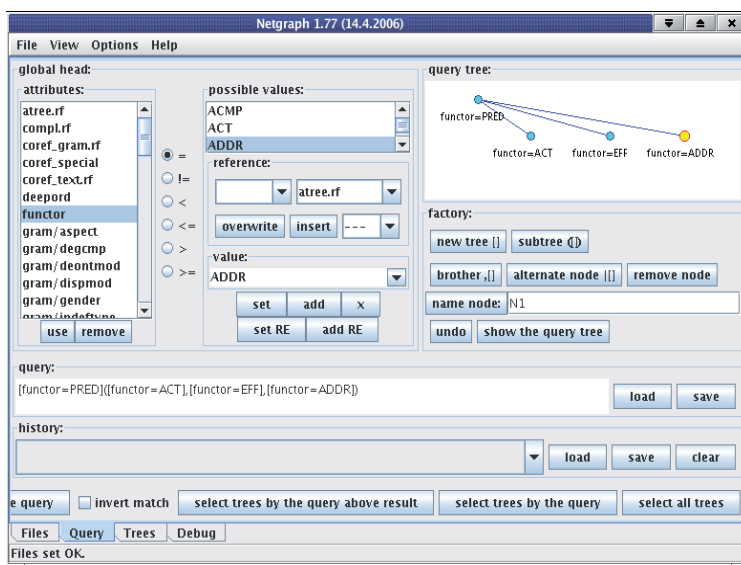 Netgraph 1.77 (14.4.2006)
File View Options Help
global head:
attributes:
atree.rf
compl.rf
coref_gram.rf
coref_special
coref_text.rf
deepord
functor
gram/aspect
gram/degcmp
gram/deontmod
gram/dispmod
gram/gender
gram/indeftype
use remove
=
!=
<
<=
>
>=
possible values:
ACMP
ACT
ADDR
reference:
atree.rf
overwrite insert ---
value:
ADDR
set add x
set RE add RE
query tree:
functor=PRED
functor=ACT functor=EFF functor=ADDR
factory:
new tree [] subtree ([])
brother ,[] alternate node |[] remove node
name node: N1
undo show the query tree
query:
[functor=PRED]([functor=ACT],[functor=EFF],[functor=ADDR])
load save
history:
load save clear
e query invert match select trees by the query above result select trees by the query select all trees
Files Query Trees Debug
Files set OK.